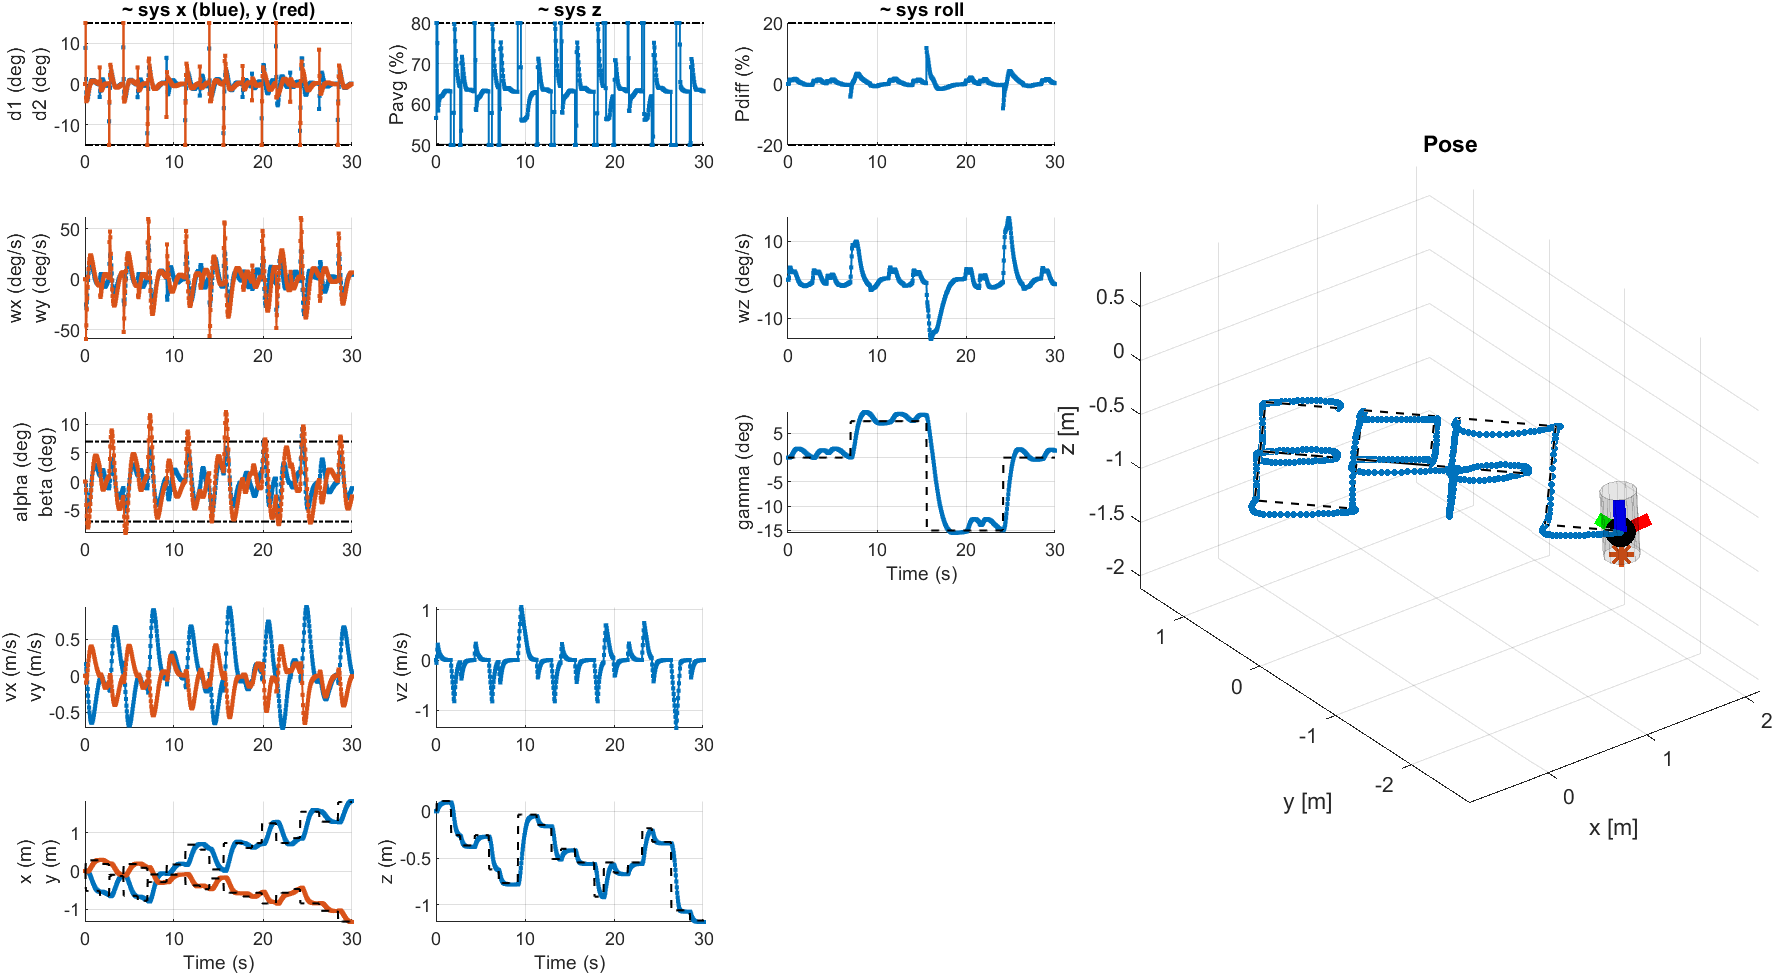 ~ sys x (blue), y (red)
~ sys z
~ sys roll
d1 (deg)
d2 (deg)
10
0
-10
0 10 20 30
Pavg (%)
80
70
60
50
0 10 20 30
Pdiff (%)
20
0
-20
0 10 20 30
wx (deg/s)
wy (deg/s)
50
0
-50
0 10 20 30
wz (deg/s)
10
0
-10
0 10 20 30
alpha (deg)
beta (deg)
10
5
0
-5
0 10 20 30
gamma (deg)
5
0
-5
-10
-15
0 10 20 30
Time (s)
vx (m/s)
vy (m/s)
0.5
0
-0.5
0 10 20 30
vz (m/s)
1
0
-1
0 10 20 30
x (m)
y (m)
1
0
-1
0 10 20 30
Time (s)
z (m)
0
-0.5
-1
0 10 20 30
Time (s)
Pose
z [m]
0.5
0
-0.5
-1
-1.5
-2
1
0
-1
-2
y [m]
0
1
2
x [m]